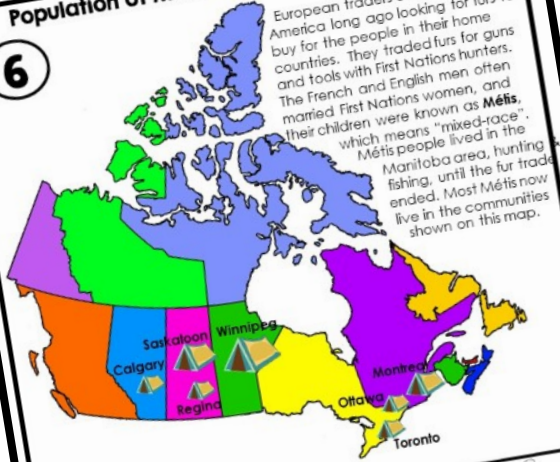 Population of
6
European traders
America long ago looking for furs to
buy for the people in their home
countries. They traded furs for guns
and tools with First Nations hunters.
The French and English men often
married First Nations women, and
their children were known as Métis,
which means "mixed-race".
Métis people lived in the
Manitoba area, hunting
fishing, until the fur trade
ended. Most Métis now
live in the communities
shown on this map.
Saskatoon
Winnipeg
Calgary
Regina
Montreal
Ottawa
Toronto